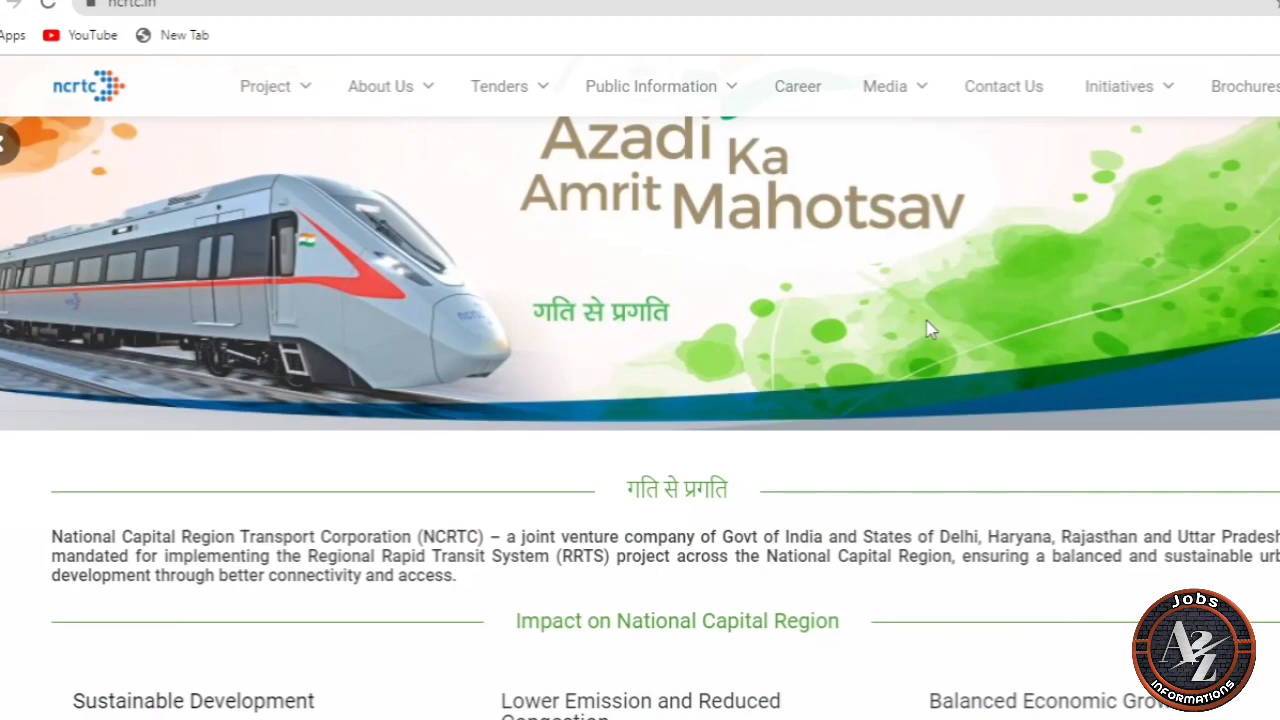 ncrtc.in
Apps YouTube New Tab
ncrtc Project About Us Tenders Public Information Career Media Contact Us Initiatives Brochures
Azadi Ka
Amrit Mahotsav
गति से प्रगति
गति से प्रगति
National Capital Region Transport Corporation (NCRTC) – a joint venture company of Govt of India and States of Delhi, Haryana, Rajasthan and Uttar Pradesh
mandated for implementing the Regional Rapid Transit System (RRTS) project across the National Capital Region, ensuring a balanced and sustainable urb
development through better connectivity and access.
Impact on National Capital Region
Sustainable Development Lower Emission and Reduced Balanced Economic Grow
Congestion
Jobs
A2Z
INFORMATIONS